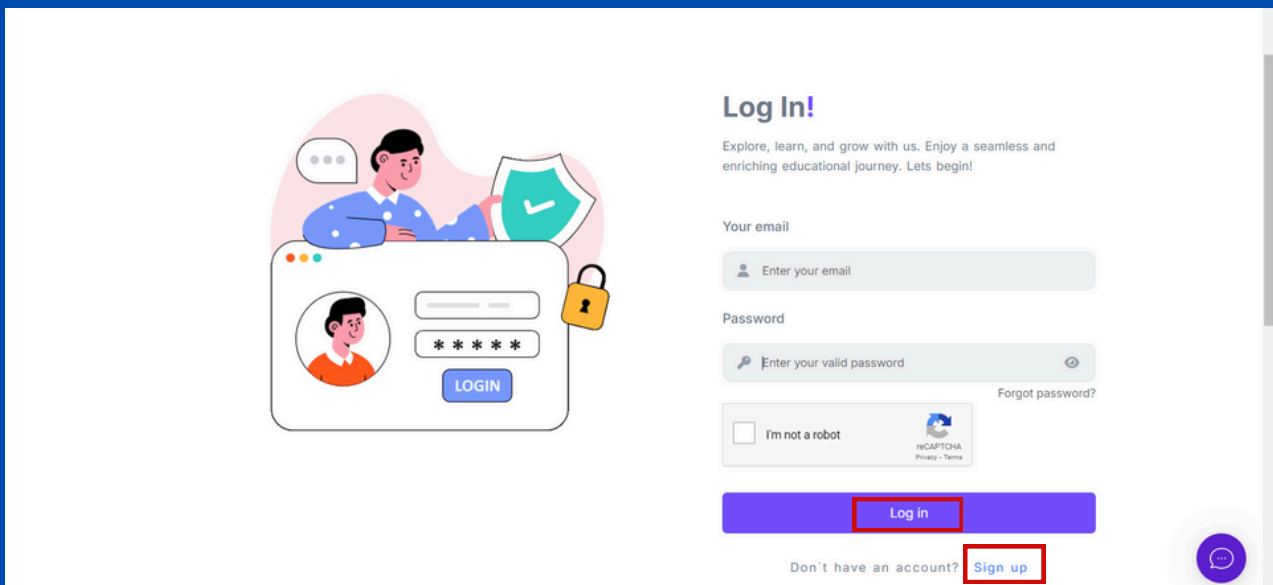 Log In!
Explore, learn, and grow with us. Enjoy a seamless and
enriching educational journey. Lets begin!
Your email
Enter your email
Password
* * * * *
LOGIN
Enter your valid password
Forgot password?
I'm not a robot
reCAPTCHA
Privacy - Terms
Log in
Don`t have an account? Sign up